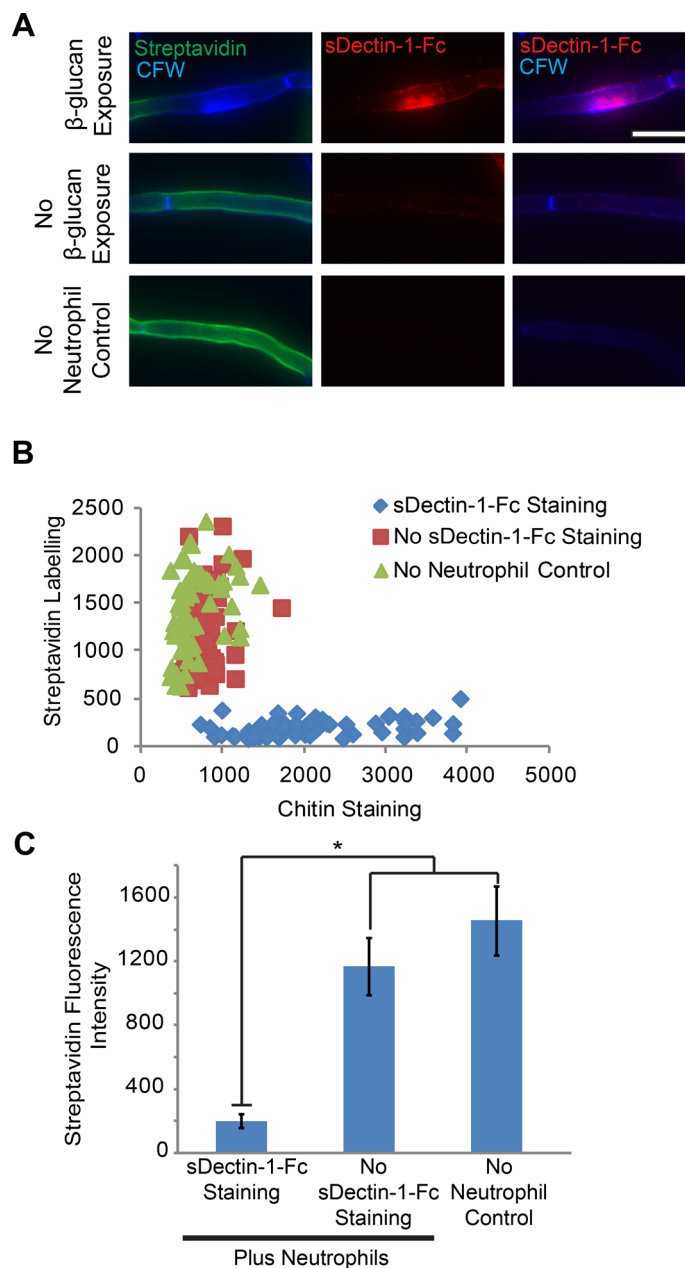 A
β-glucan
Exposure
Streptavidin
CFW
sDectin-1-Fc
sDectin-1-Fc
CFW
No
β-glucan
Exposure
No
Neutrophil
Control
B
Streptavidin Labelling
2500
2000
1500
1000
500
0
0
1000
2000
3000
4000
5000
Chitin Staining
sDectin-1-Fc Staining
No sDectin-1-Fc Staining
No Neutrophil Control
C
Streptavidin Fluorescence
Intensity
1600
1200
800
400
0
*
sDectin-1-Fc
Staining
No
sDectin-1-Fc
Staining
No
Neutrophil
Control
Plus Neutrophils